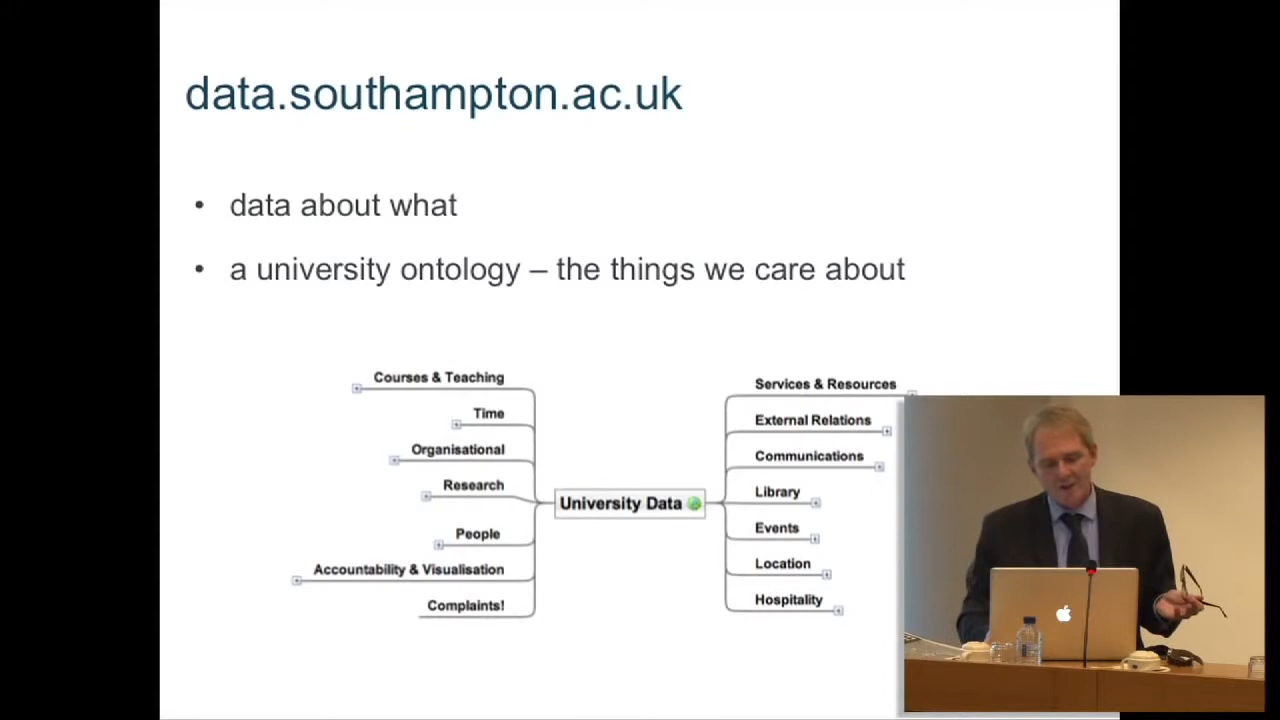 data.southampton.ac.uk
• data about what
• a university ontology – the things we care about
Courses & Teaching
Time
Organisational
Research
People
Accountability & Visualisation
Complaints!
University Data
Services & Resources
External Relations
Communications
Library
Events
Location
Hospitality